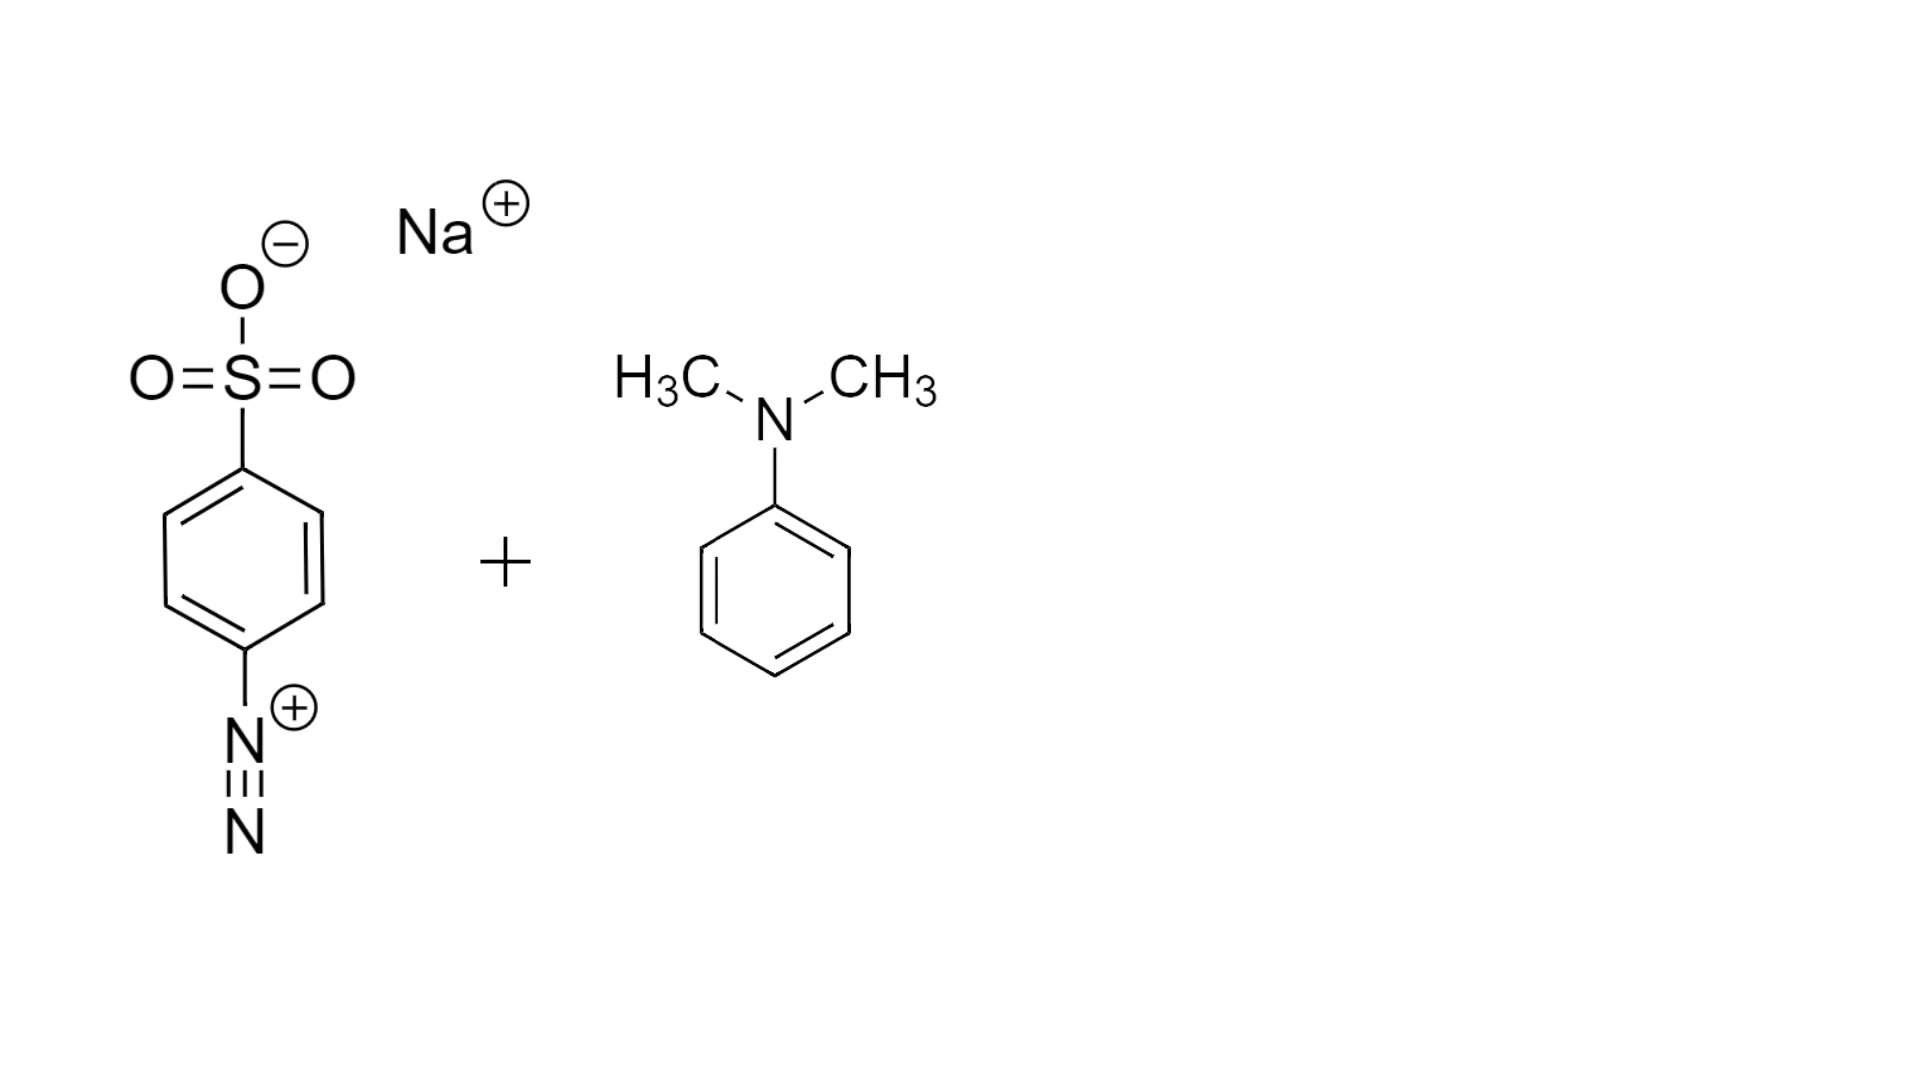 Na⊕
O⊖
O=S=O
H₃C CH₃
N
+
N⊕
N